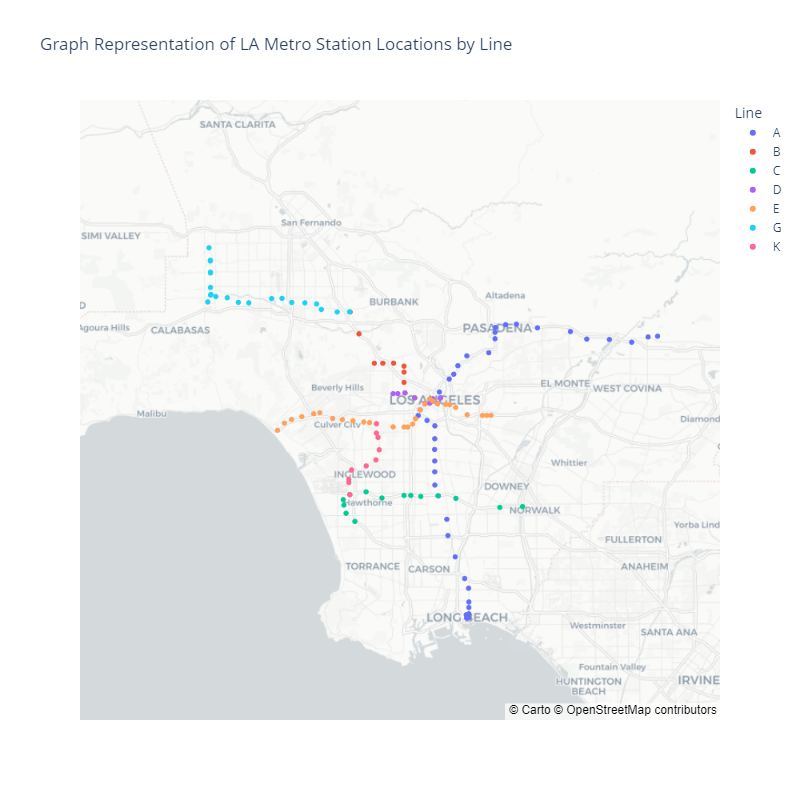 Graph Representation of LA Metro Station Locations by Line
Line
A
B
C
D
E
G
K
SANTA CLARITA
San Fernando
SIMI VALLEY
BURBANK
Altadena
D
Agoura Hills
CALABASAS
PASADENA
Beverly Hills
EL MONTE
WEST COVINA
LOS ANGELES
Malibu
Culver City
Diamond
Whittier
INGLEWOOD
DOWNEY
Hawthorne
NORWALK
Yorba Lind
FULLERTON
TORRANCE
CARSON
ANAHEIM
LONG BEACH
Westminster
SANTA ANA
Fountain Valley
HUNTINGTON
BEACH
IRVINE
© Carto © OpenStreetMap contributors